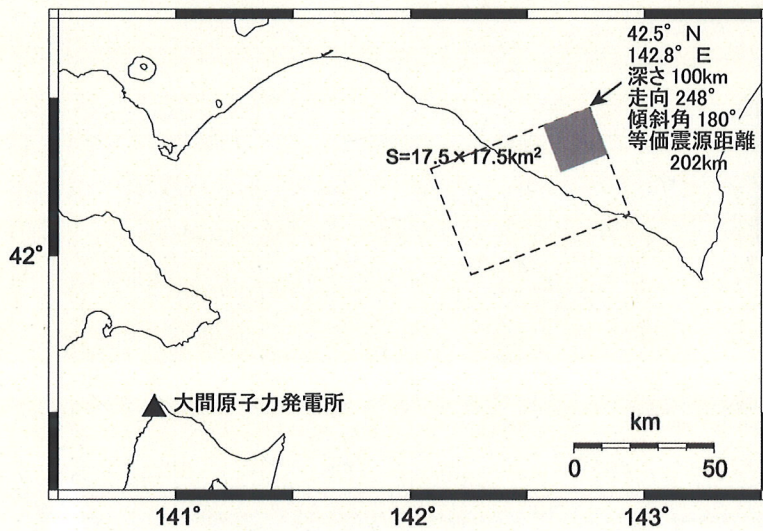 42.5° N
142.8° E
深さ 100km
走向 248°
傾斜角 180°
等価震源距離
202km
S=17.5×17.5km²
42°
大間原子力発電所
km
0 50
141° 142° 143°